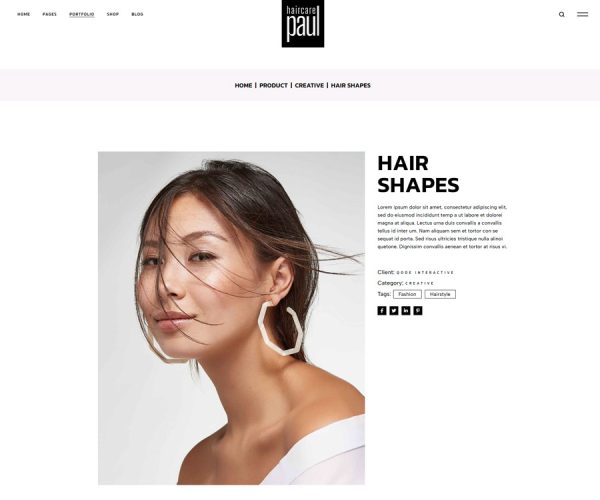 HOME PAGES PORTFOLIO SHOP BLOG
haircare
paul
HOME | PRODUCT | CREATIVE | HAIR SHAPES
HAIR
SHAPES
Lorem ipsum dolor sit amet, consectetur adipiscing elit,
sed do eiusmod incididunt temp a ut labore et dolorei
magna at aliqua. Lectus urna duis convallis a convallis
tellus id inter um. Nam aliquam sem et tortor con se
sequat id porta. Sed risus ultricies tristique nulla alinoi
quetone. Dignissim convallis aenean et tortor at risus vi.
Client: QODE INTERACTIVE
Category: CREATIVE
Tags: Fashion Hairstyle